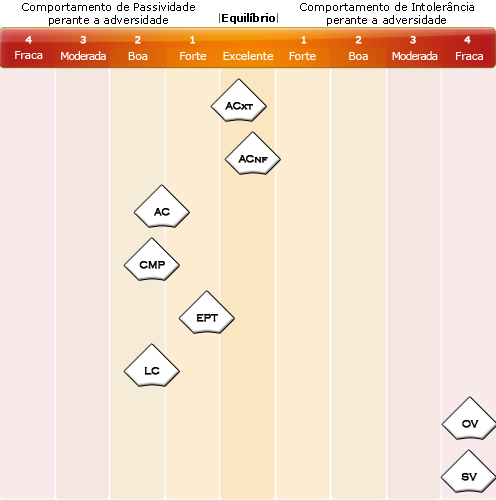 Comportamento de Passividade
perante a adversidade
|Equilíbrio|
Comportamento de Intolerância
perante a adversidade
4 3 2 1 1 2 3 4
Fraca Moderada Boa Forte Excelente Forte Boa Moderada Fraca
ACXT
ACNF
AC
CMP
EPT
LC
OV
SV